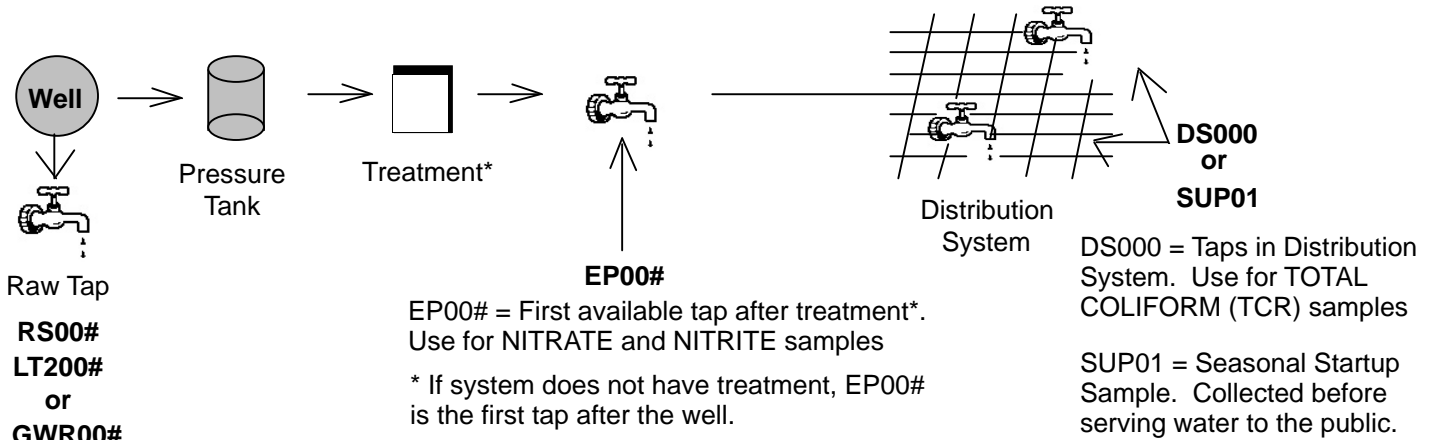 Well
Pressure
Tank
Treatment*
Raw Tap
RS00#
LT200#
or
GWR00#
EP00#
EP00# = First available tap after treatment*.
Use for NITRATE and NITRITE samples
* If system does not have treatment, EP00#
is the first tap after the well.
Distribution
System
DS000
or
SUP01
DS000 = Taps in Distribution
System. Use for TOTAL
COLIFORM (TCR) samples
SUP01 = Seasonal Startup
Sample. Collected before
serving water to the public.